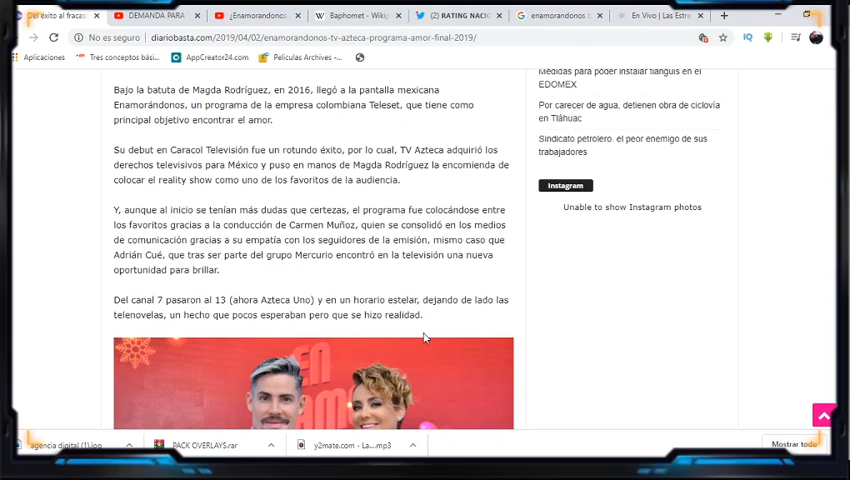 Del éxito al fracas
DEMANDA PARA
¿Enamorandonos
Baphomet - Wikip
(2) RATING NACI
enamorandonos b
En Vivo | Las Estre
No es seguro
diariobasta.com/2019/04/02/enamorandonos-tv-azteca-programa-amor-final-2019/
Aplicaciones
Tres conceptos bási...
AppCreator24.com
Peliculas Archives -...
Bajo la batuta de Magda Rodríguez, en 2016, llegó a la pantalla mexicana
Enamorándonos, un programa de la empresa colombiana Teleset, que tiene como
principal objetivo encontrar el amor.
Su debut en Caracol Televisión fue un rotundo éxito, por lo cual, TV Azteca adquirió los
derechos televisivos para México y puso en manos de Magda Rodríguez la encomienda de
colocar el reality show como uno de los favoritos de la audiencia.
Y, aunque al inicio se tenían más dudas que certezas, el programa fue colocándose entre
los favoritos gracias a la conducción de Carmen Muñoz, quien se consolidó en los medios
de comunicación gracias a su empatía con los seguidores de la emisión, mismo caso que
Adrián Cué, que tras ser parte del grupo Mercurio encontró en la televisión una nueva
oportunidad para brillar.
Del canal 7 pasaron al 13 (ahora Azteca Uno) y en un horario estelar, dejando de lado las
telenovelas, un hecho que pocos esperaban pero que se hizo realidad.
EN
Medidas para poder instalar tianguis en el
EDOMEX
Por carecer de agua, detienen obra de ciclovía
en Tláhuac
Sindicato petrolero, el peor enemigo de sus
trabajadores
Instagram
Unable to show Instagram photos
agencia digital (1).jpg
PACK OVERLAYS.rar
y2mate.com - La....mp3
Mostrar todo